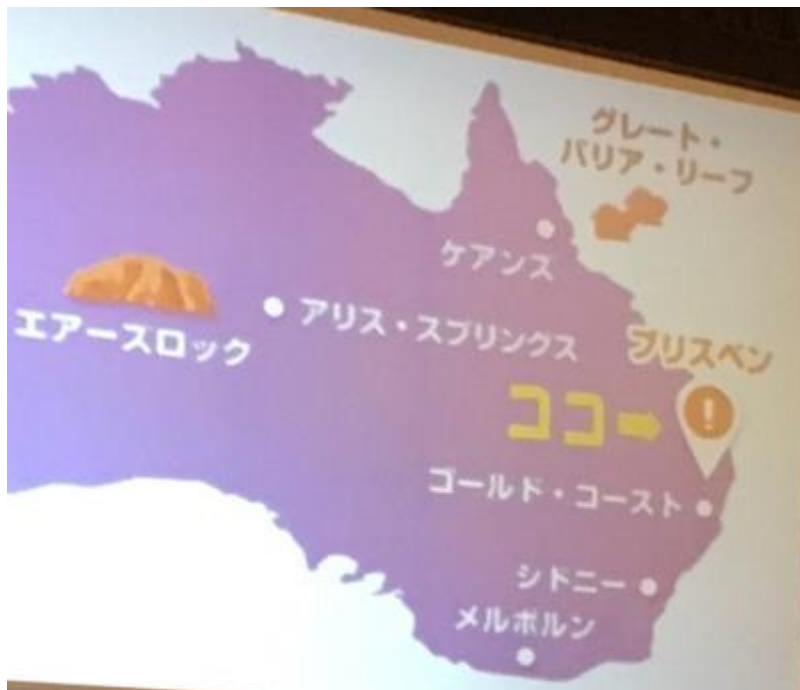 グレート・
バリア・リーフ
ケアンズ
エアーズロック
アリス・スプリングス
ブリスベン
ココ
!
ゴールド・コースト
シドニー
メルボルン